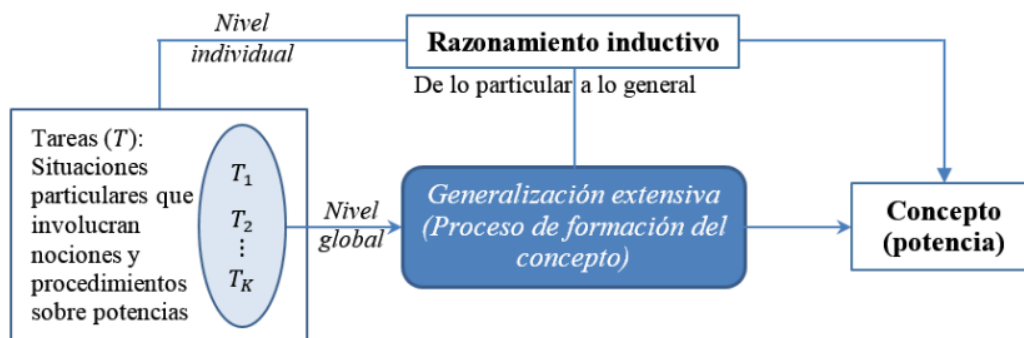 Nivel
individual
Razonamiento inductivo
De lo particular a lo general
Tareas (T):
Situaciones
particulares que
involucran
nociones y
procedimientos
sobre potencias
T₁
T₂
⋮
T_K
Nivel
global
Generalización extensiva
(Proceso de formación del
concepto)
Concepto
(potencia)